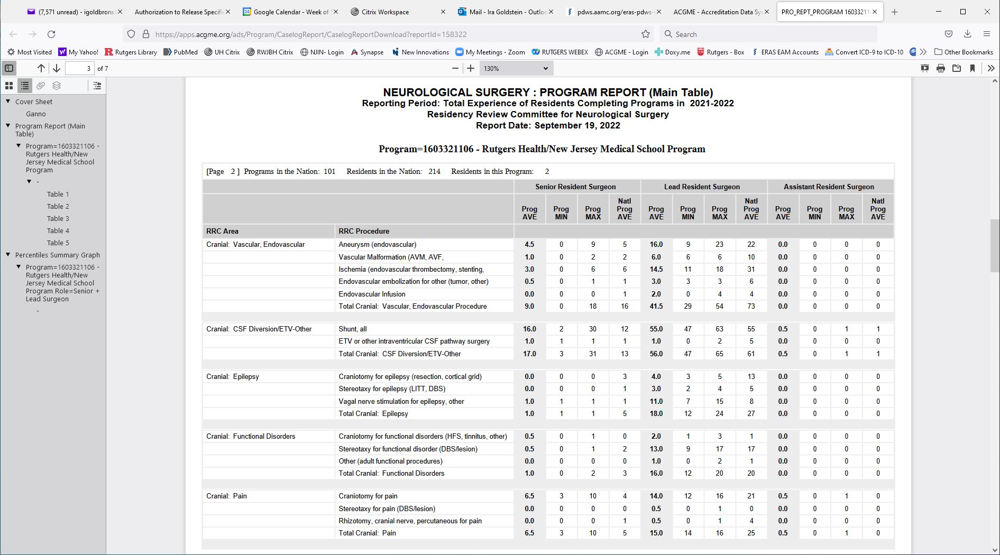 (7,571 unread) - igoldbronx
Authorization to Release Specific
Google Calendar - Week of S
Citrix Workspace
Mail - Ira Goldstein - Outloo
pdws.aamc.org/eras-pdws-
ACGME - Accreditation Data Sys
PRO_REPT_PROGRAM 16033211
https://apps.acgme.org/ads/Program/CaselogReport/CaselogReportDownload?reportId=158322
Search
Most Visited My Yahoo! Rutgers Library PubMed UH Citrix RWJBH Citrix NJIN- Login Synapse New Innovations My Meetings - Zoom RUTGERS WEBEX ACGME - Login Doxy.me Rutgers - Box ERAS EAM Accounts Convert ICD-9 to ICD-10 Other Bookmarks
3 of 7
130%
Cover Sheet
Ganno
Program Report (Main
Table)
Program=1603321106 -
Rutgers Health/New
Jersey Medical School
Program
-
Table 1
Table 2
Table 3
Table 4
Table 5
Percentiles Summary Graph
Program=1603321106 -
Rutgers Health/New
Jersey Medical School
Program Role=Senior +
Lead Surgeon
-
NEUROLOGICAL SURGERY : PROGRAM REPORT (Main Table)
Reporting Period: Total Experience of Residents Completing Programs in 2021-2022
Residency Review Committee for Neurological Surgery
Report Date: September 19, 2022
Program=1603321106 - Rutgers Health/New Jersey Medical School Program
[Page 2 ] Programs in the Nation: 101 Residents in the Nation: 214 Residents in this Program: 2
Senior Resident Surgeon Lead Resident Surgeon Assistant Resident Surgeon
Prog AVE Prog MIN Prog MAX Natl Prog AVE Prog AVE Prog MIN Prog MAX Natl Prog AVE Prog AVE Prog MIN Prog MAX Natl Prog AVE
RRC Area RRC Procedure
Cranial: Vascular, Endovascular Aneurysm (endovascular) 4.5 0 9 5 16.0 9 23 22 0.0 0 0 0
Vascular Malformation (AVM, AVF, 1.0 0 2 2 6.0 6 6 10 0.0 0 0 0
Ischemia (endovascular thrombectomy, stenting, 3.0 0 6 6 14.5 11 18 31 0.0 0 0 0
Endovascular embolization for other (tumor, other) 0.5 0 1 1 3.0 3 3 6 0.0 0 0 0
Endovascular Infusion 0.0 0 0 1 2.0 0 4 4 0.0 0 0 0
Total Cranial: Vascular, Endovascular Procedure 9.0 0 18 16 41.5 29 54 73 0.0 0 0 0
Cranial: CSF Diversion/ETV-Other Shunt, all 16.0 2 30 12 55.0 47 63 55 0.5 0 1 1
ETV or other intraventricular CSF pathway surgery 1.0 1 1 1 1.0 0 2 5 0.0 0 0 0
Total Cranial: CSF Diversion/ETV-Other 17.0 3 31 13 56.0 47 65 61 0.5 0 1 1
Cranial: Epilepsy Craniotomy for epilepsy (resection, cortical grid) 0.0 0 0 3 4.0 3 5 13 0.0 0 0 0
Stereotaxy for epilepsy (LITT, DBS) 0.0 0 0 1 3.0 2 4 5 0.0 0 0 0
Vagal nerve stimulation for epilepsy, other 1.0 1 1 1 11.0 7 15 8 0.0 0 0 0
Total Cranial: Epilepsy 1.0 1 1 5 18.0 12 24 27 0.0 0 0 0
Cranial: Functional Disorders Craniotomy for functional disorders (HFS, tinnitus, other) 0.5 0 1 0 2.0 1 3 1 0.0 0 0 0
Stereotaxy for functional disorder (DBS/lesion) 0.5 0 1 2 13.0 9 17 17 0.0 0 0 0
Other (adult functional procedures) 0.0 0 0 0 1.0 0 2 1 0.0 0 0 0
Total Cranial: Functional Disorders 1.0 0 2 3 16.0 12 20 20 0.0 0 0 0
Cranial: Pain Craniotomy for pain 6.5 3 10 4 14.0 12 16 21 0.5 0 1 0
Stereotaxy for pain (DBS/lesion) 0.0 0 0 0 0.5 0 1 0 0.0 0 0 0
Rhizotomy, cranial nerve, percutaneous for pain 0.0 0 0 1 0.5 0 1 4 0.0 0 0 0
Total Cranial: Pain 6.5 3 10 5 15.0 14 16 25 0.5 0 1 0